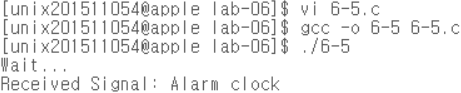 [unix201511054@apple lab-06]$ vi 6-5.c
[unix201511054@apple lab-06]$ gcc -o 6-5 6-5.c
[unix201511054@apple lab-06]$ ./6-5
Wait...
Received Signal: Alarm clock